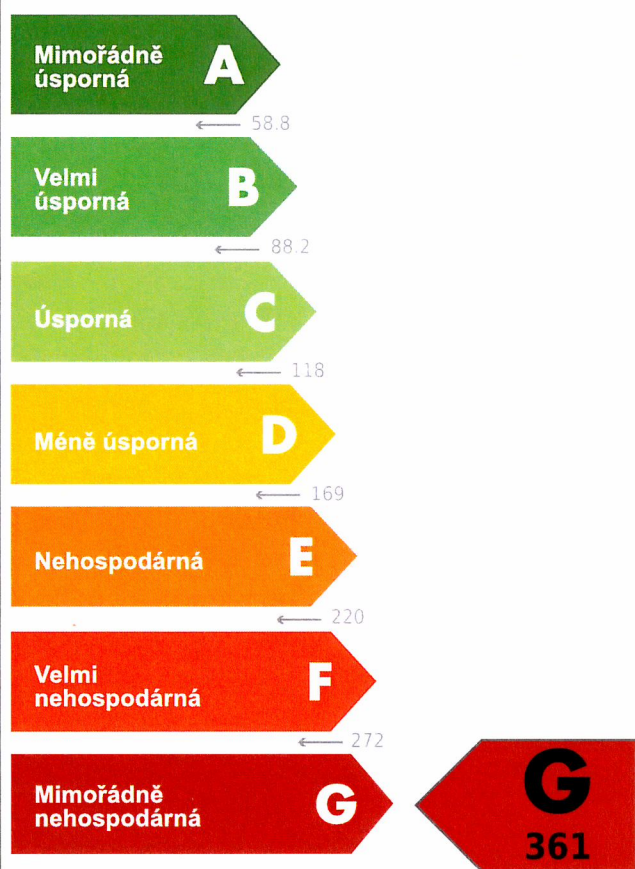 Mimořádně
úsporná
A
58.8
Velmi
úsporná
B
88.2
Úsporná
C
118
Méně úsporná
D
169
Nehospodárná
E
220
Velmi
nehospodárná
F
272
Mimořádně
nehospodárná
G
G
361